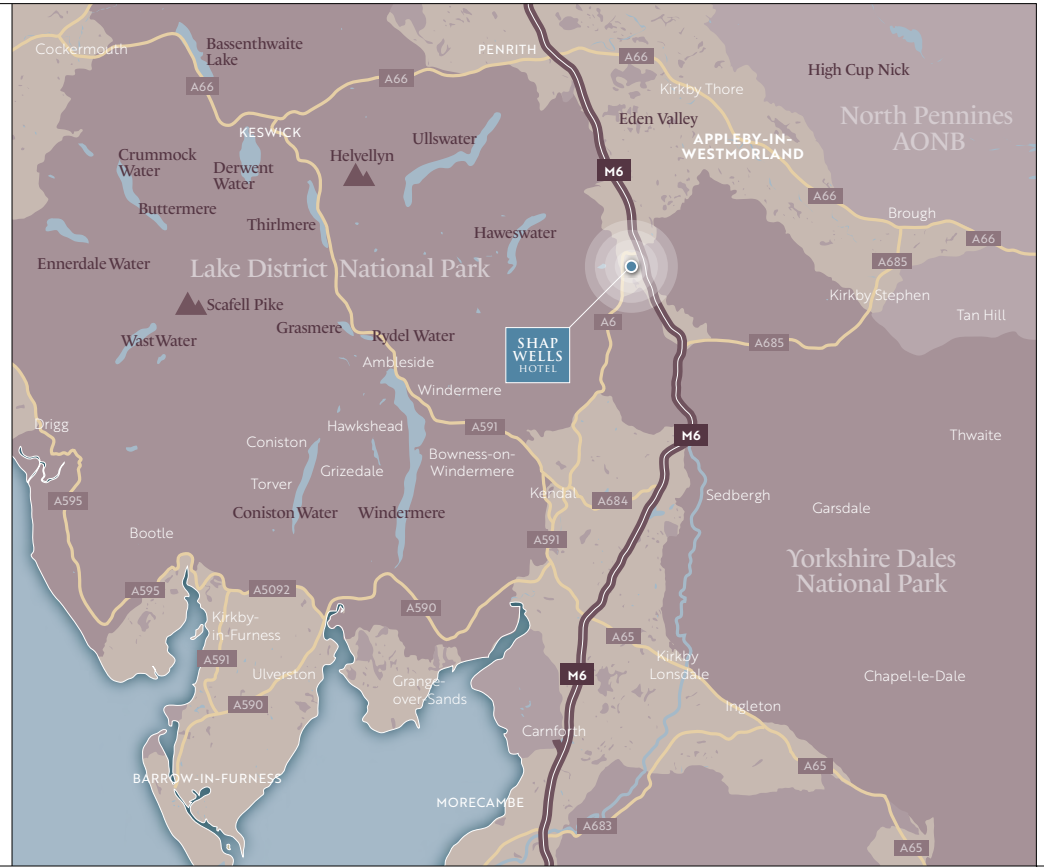 Cockermouth
Bassenthwaite
Lake
PENRITH
A66
High Cup Nick
A66
A66
Kirkby Thore
North Pennines
AONB
Eden Valley
KESWICK
Ullswater
APPLEBY-IN-
WESTMORLAND
Crummock
Water
Helvellyn
Derwent
Water
M6
A66
Buttermere
Thirlmere
Haweswater
Brough
A66
Ennerdale Water
Lake District National Park
A685
Scafell Pike
Kirkby Stephen
Tan Hill
Grasmere
Rydel Water
A6
WastWater
SHAP
WELLS
HOTEL
A685
Ambleside
Windermere
Drigg
Hawkshead
A591
M6
Thwaite
Coniston
Bowness-on-
Windermere
Grizedale
Torver
Kendal
A684
Sedbergh
A595
Coniston Water
Windermere
Garsdale
Bootle
A591
Yorkshire Dales
National Park
A595
A5092
A590
Kirkby-
in-Furness
A65
A591
Kirkby
Lonsdale
Ulverston
M6
Chapel-le-Dale
Grange-
over-Sands
A590
Ingleton
Carnforth
A65
BARROW-IN-FURNESS
MORECAMBE
A683
A65